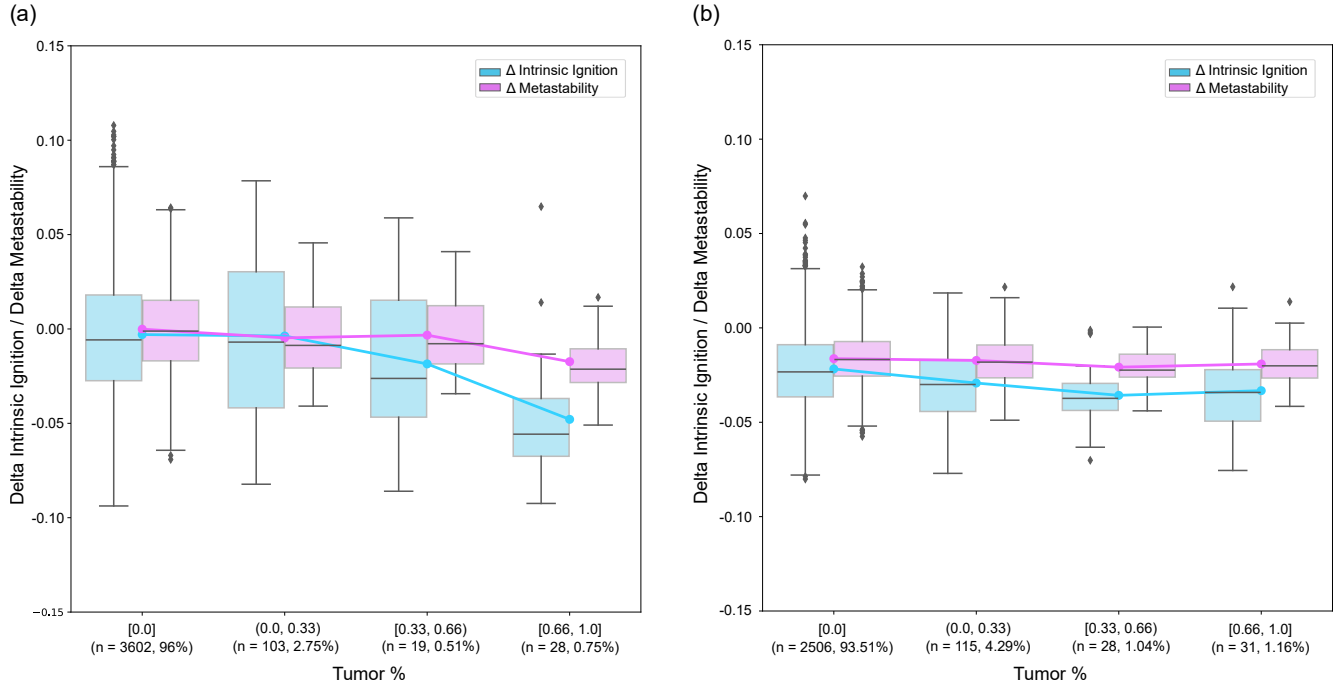 (a)
(b)
Delta Intrinsic Ignition / Delta Metastability
0.15
0.10
0.05
0.00
-0.05
-0.10
-0.15
Δ Intrinsic Ignition
Δ Metastability
[0.0]
(n = 3602, 96%)
(0.0, 0.33)
(n = 103, 2.75%)
[0.33, 0.66)
(n = 19, 0.51%)
[0.66, 1.0]
(n = 28, 0.75%)
Tumor %
Delta Intrinsic Ignition / Delta Metastability
0.15
0.10
0.05
0.00
-0.05
-0.10
-0.15
Δ Intrinsic Ignition
Δ Metastability
[0.0]
(n = 2506, 93.51%)
(0.0, 0.33)
(n = 115, 4.29%)
[0.33, 0.66)
(n = 28, 1.04%)
[0.66, 1.0]
(n = 31, 1.16%)
Tumor %